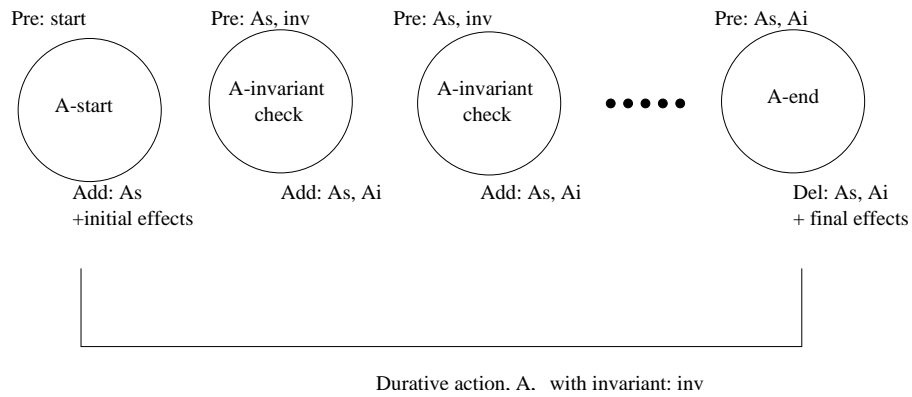 Pre: start
Pre: As, inv
Pre: As, inv
Pre: As, Ai
A-start
A-invariant
check
A-invariant
check
A-end
Add: As
+initial effects
Add: As, Ai
Add: As, Ai
Del: As, Ai
+ final effects
Durative action, A, with invariant: inv